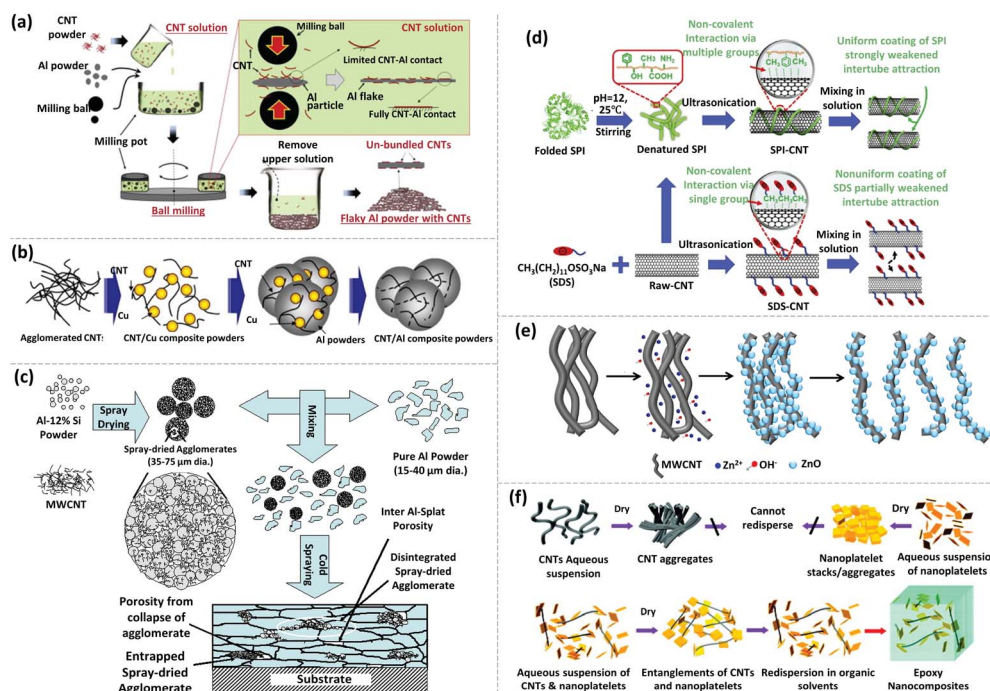 (a)
CNT
powder
CNT solution
Al powder
Milling ball
Milling pot
Ball milling
Milling ball
CNT
Limited CNT-Al contact
Al
particle
Al flake
Fully CNT-Al contact
Remove
upper solution
Un-bundled CNTs
Flaky Al powder with CNTs
(b)
CNT
Cu
CNT
Cu
Al powders
Agglomerated CNTs
CNT/Cu composite powders
CNT/Al composite powders
(c)
Al-12% Si
Powder
Spray
Drying
Spray-dried Agglomerates
(35-75 μm dia.)
MWCNT
Mixing
Pure Al Powder
(15-40 μm dia.)
Cold
Spraying
Inter Al-Splat
Porosity
Disintegrated
Spray-dried
Agglomerate
Porosity from
collapse of
agglomerate
Entrapped
Spray-dried
Agglomerate
Substrate
(d)
Non-covalent
Interaction via
multiple groups
Uniform coating of SPI
strongly weakened
intertube attraction
CH₃ NH₂
OH COOH
CH₃ CH₃
pH=12,
25℃
Stirring
Ultrasonication
Mixing in
solution
Folded SPI
Denatured SPI
SPI-CNT
Non-covalent
Interaction via
single group
Nonuniform coating of
SDS partially weakened
intertube attraction
CH₃CH₃CH₃
Ultrasonication
Mixing in
solution
CH₃(CH₂)₁₁OSO₃Na
(SDS)
+
Raw-CNT
SDS-CNT
(e)
MWCNT
Zn²⁺
OH⁻
ZnO
(f)
Dry
Cannot
redisperse
Dry
CNTs Aqueous
suspension
CNT aggregates
Nanoplatelet
stacks/aggregates
Aqueous suspension
of nanoplatelets
Dry
Aqueous suspension of
CNTs & nanoplatelets
Entanglements of CNTs
and nanoplatelets
Redispersion in organic
solvents
Epoxy
Nanocomposites